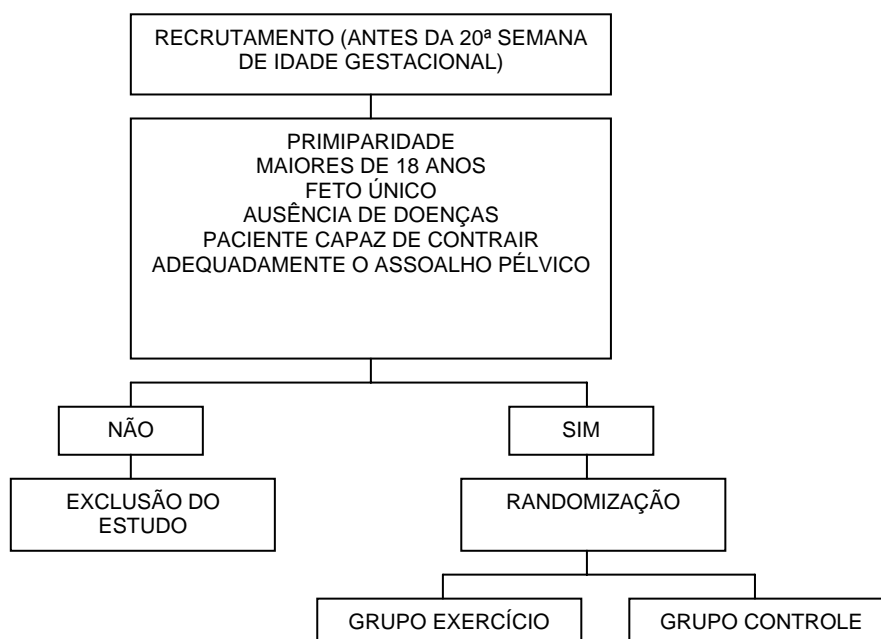 RECRUTAMENTO (ANTES DA 20ª SEMANA
DE IDADE GESTACIONAL)
PRIMIPARIDADE
MAIORES DE 18 ANOS
FETO ÚNICO
AUSÊNCIA DE DOENÇAS
PACIENTE CAPAZ DE CONTRAIR
ADEQUADAMENTE O ASSOALHO PÉLVICO
NÃO
SIM
EXCLUSÃO DO
ESTUDO
RANDOMIZAÇÃO
GRUPO EXERCÍCIO
GRUPO CONTROLE